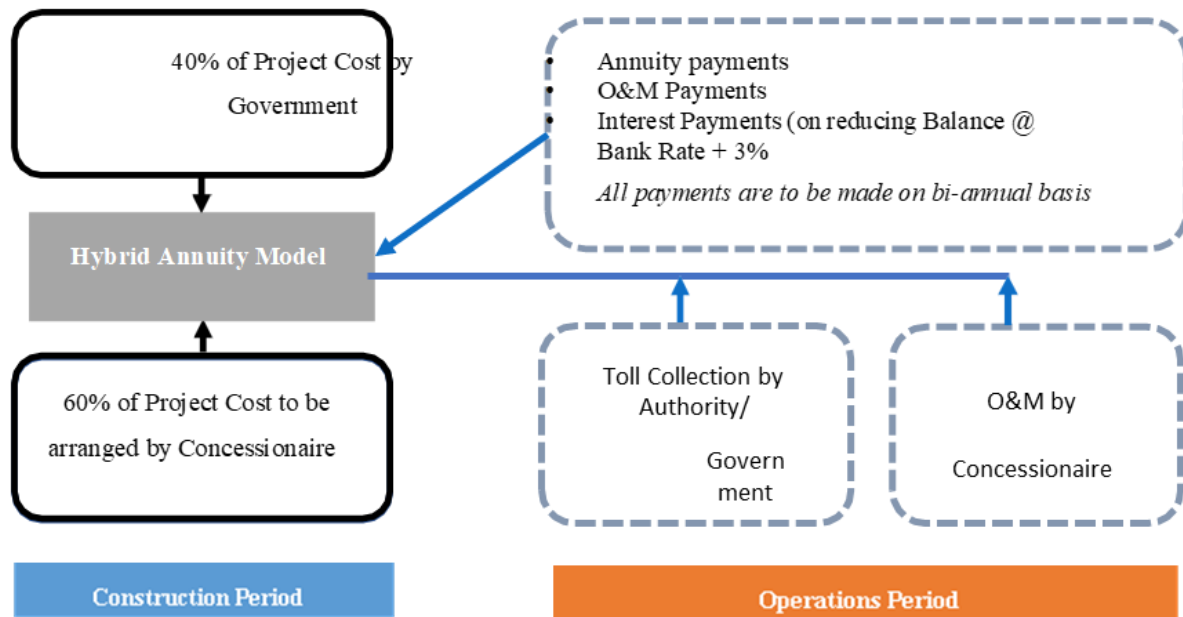 40% of Project Cost by
Government
Hybrid Annuity Model
60% of Project Cost to be
arranged by Concessionaire
Construction Period
• Annuity payments
• O&M Payments
• Interest Payments (on reducing Balance @
Bank Rate + 3%
All payments are to be made on bi-annual basis
Toll Collection by
Authority/
Govern
ment
O&M by
Concessionaire
Operations Period